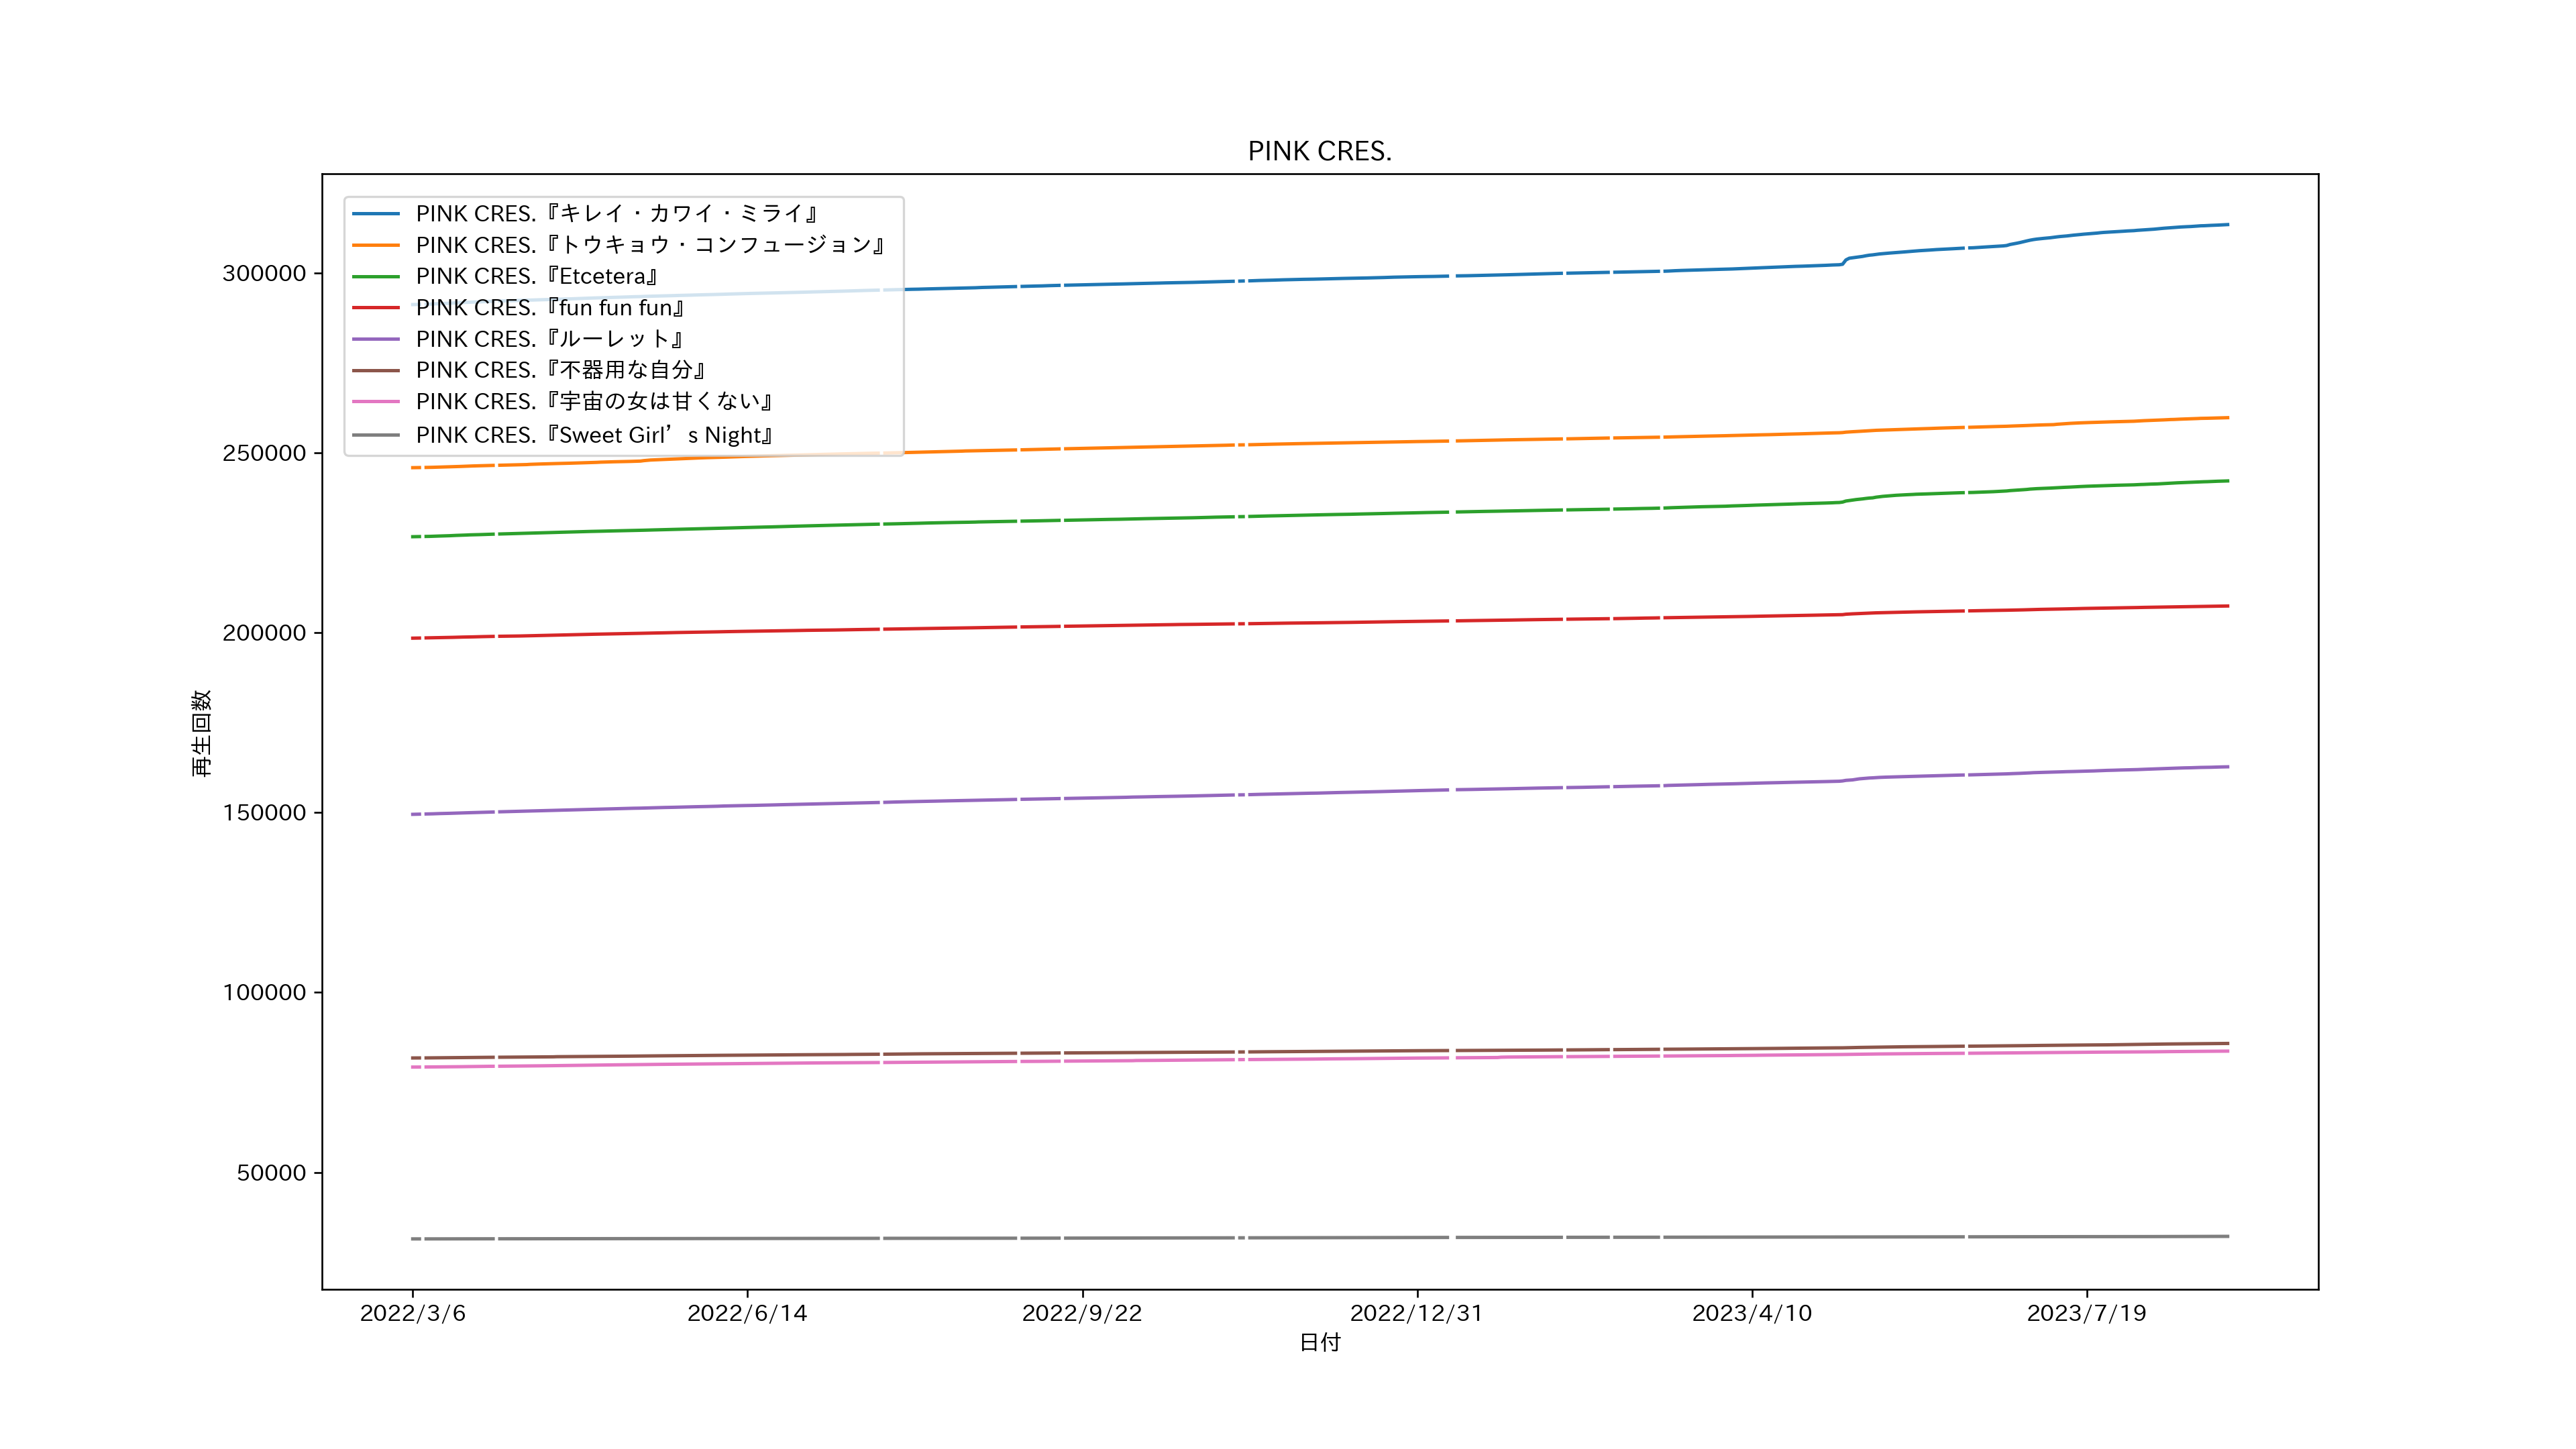 PINK CRES.
PINK CRES.『キレイ・カワイ・ミライ』
PINK CRES.『トウキョウ・コンフュージョン』
PINK CRES.『Etcetera』
PINK CRES.『fun fun fun』
PINK CRES.『ルーレット』
PINK CRES.『不器用な自分』
PINK CRES.『宇宙の女は甘くない』
PINK CRES.『Sweet Girl’s Night』
300000
250000
200000
150000
100000
50000
再生回数
2022/3/6
2022/6/14
2022/9/22
2022/12/31
2023/4/10
2023/7/19
日付